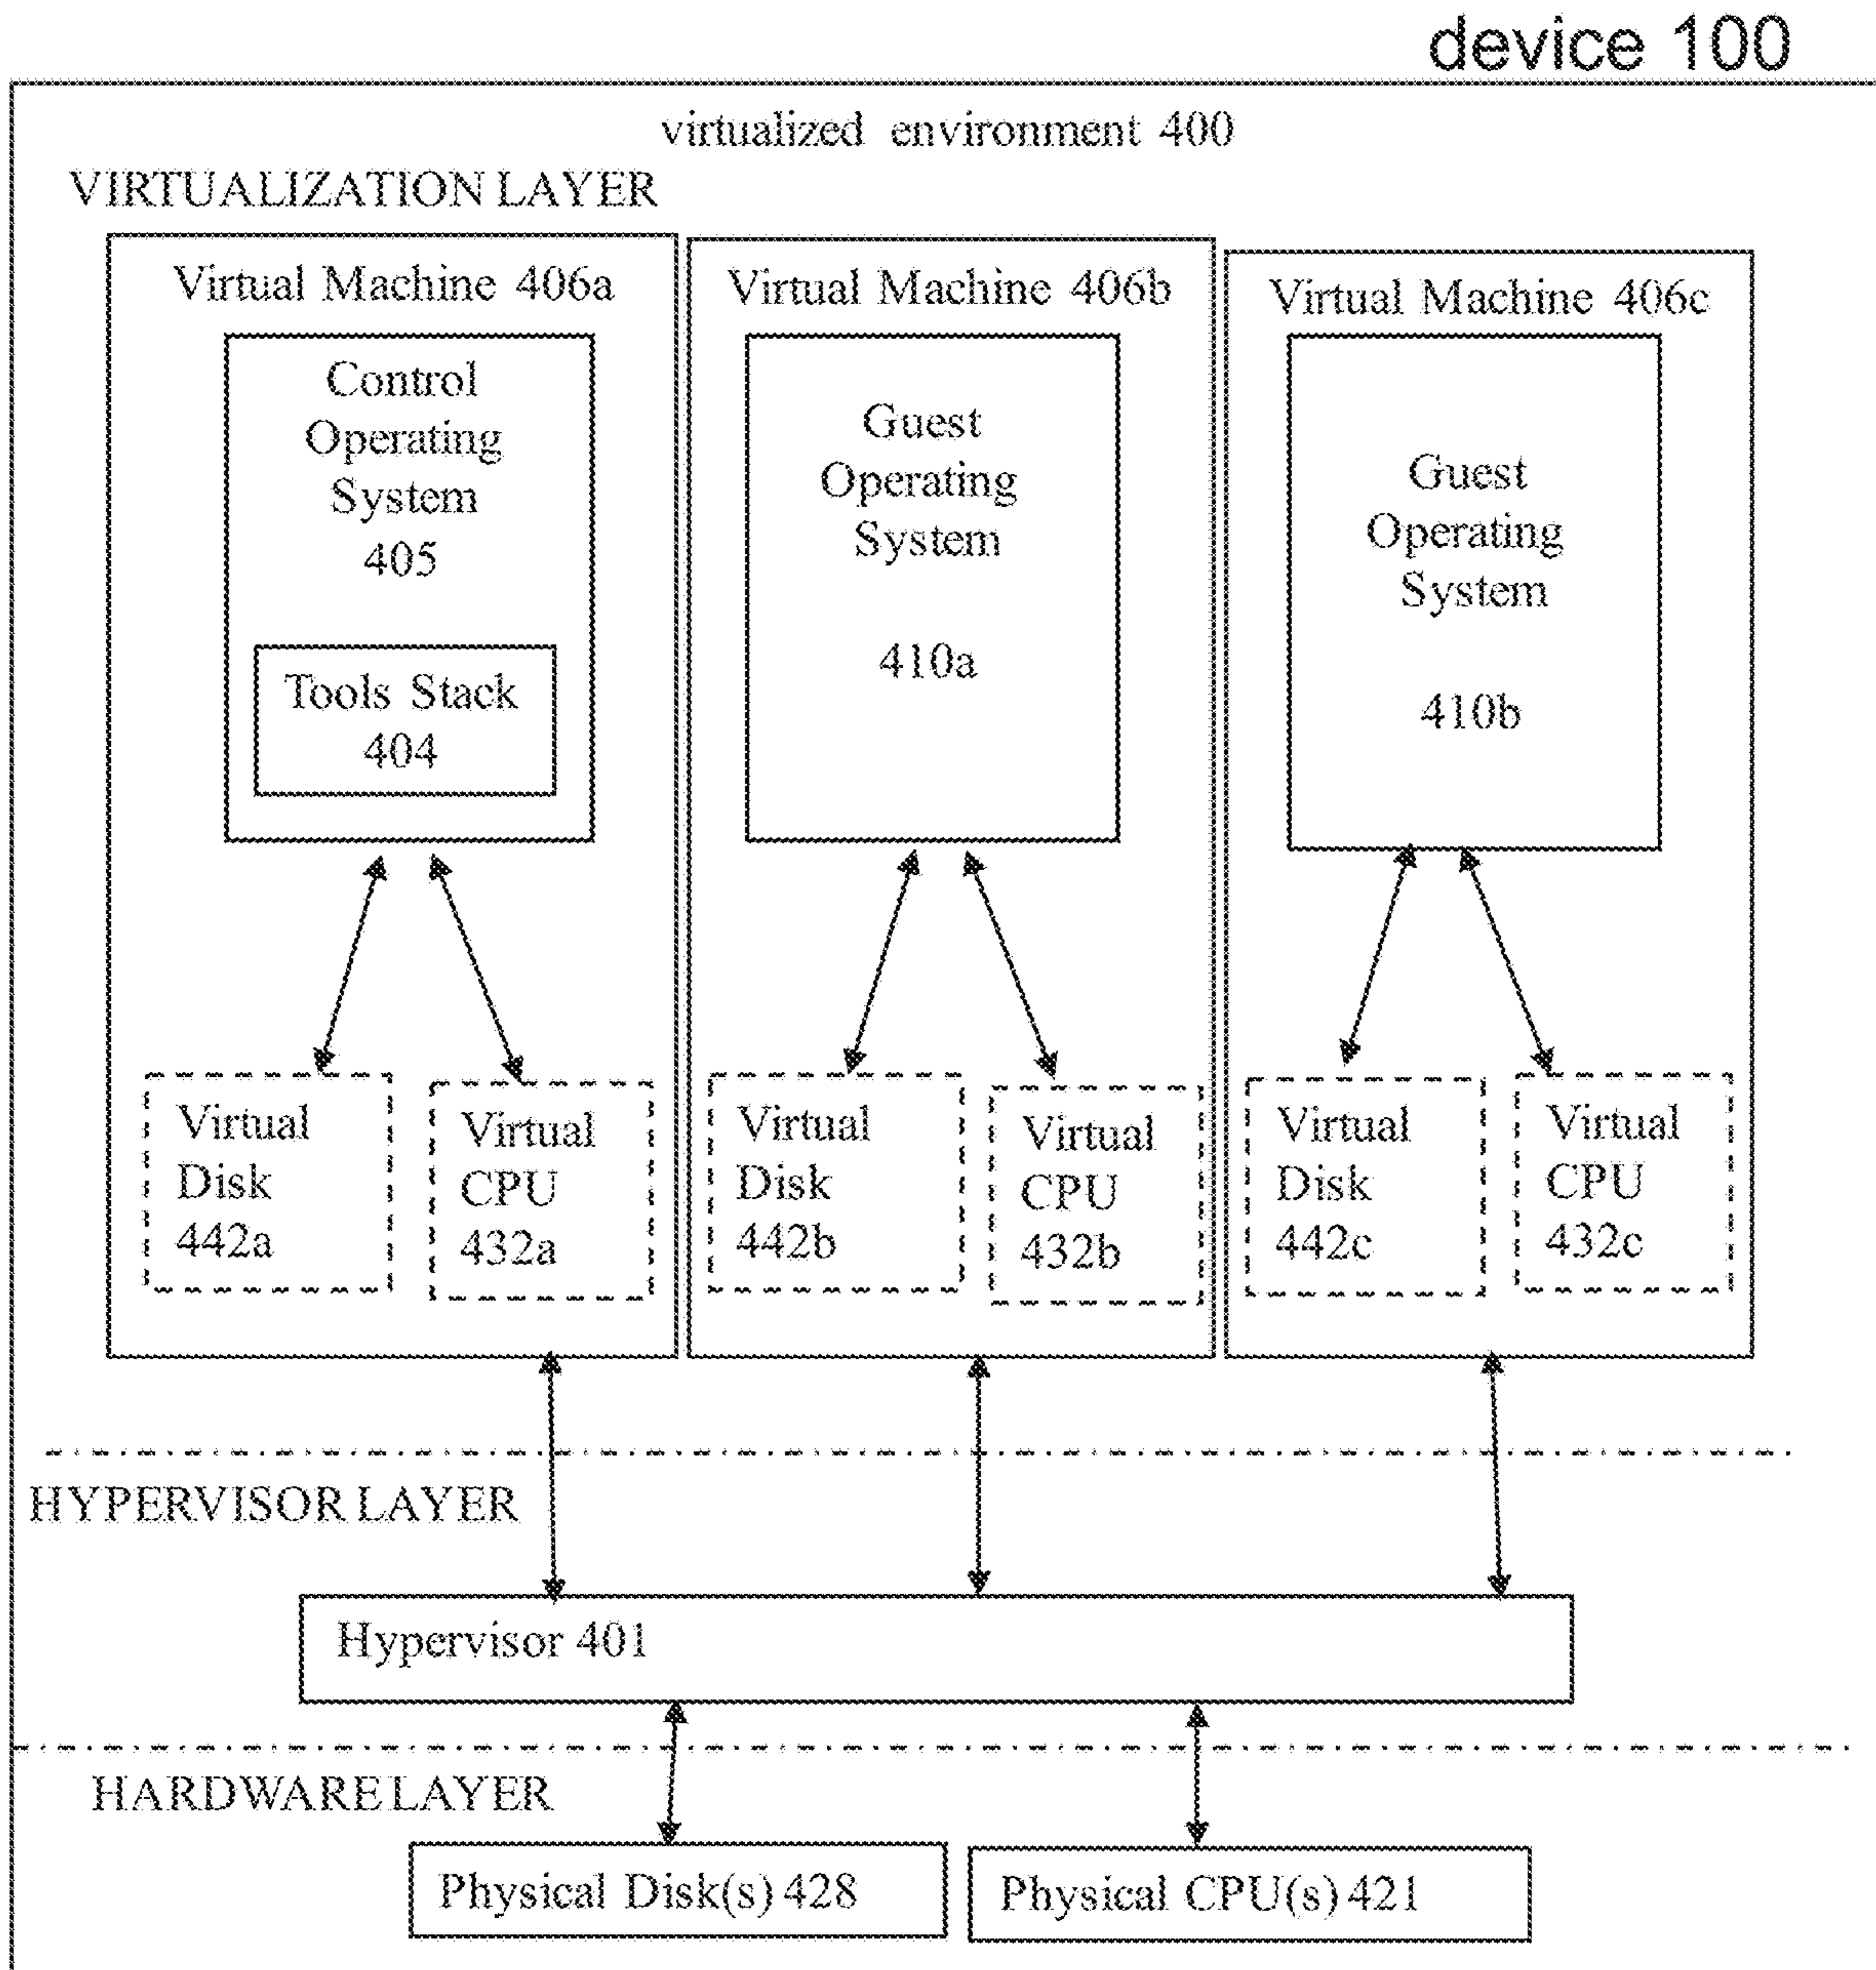 device 100
virtualized environment 400
VIRTUALIZATION LAYER
Virtual Machine 406a
Control
Operating
System
405
Tools Stack
404
Virtual
Disk
442a
Virtual
CPU
432a
Virtual Machine 406b
Guest
Operating
System
410a
Virtual
Disk
442b
Virtual
CPU
432b
Virtual Machine 406c
Guest
Operating
System
410b
Virtual
Disk
442c
Virtual
CPU
432c
HYPERVISOR LAYER
Hypervisor 401
HARDWARE LAYER
Physical Disk(s) 428
Physical CPU(s) 421